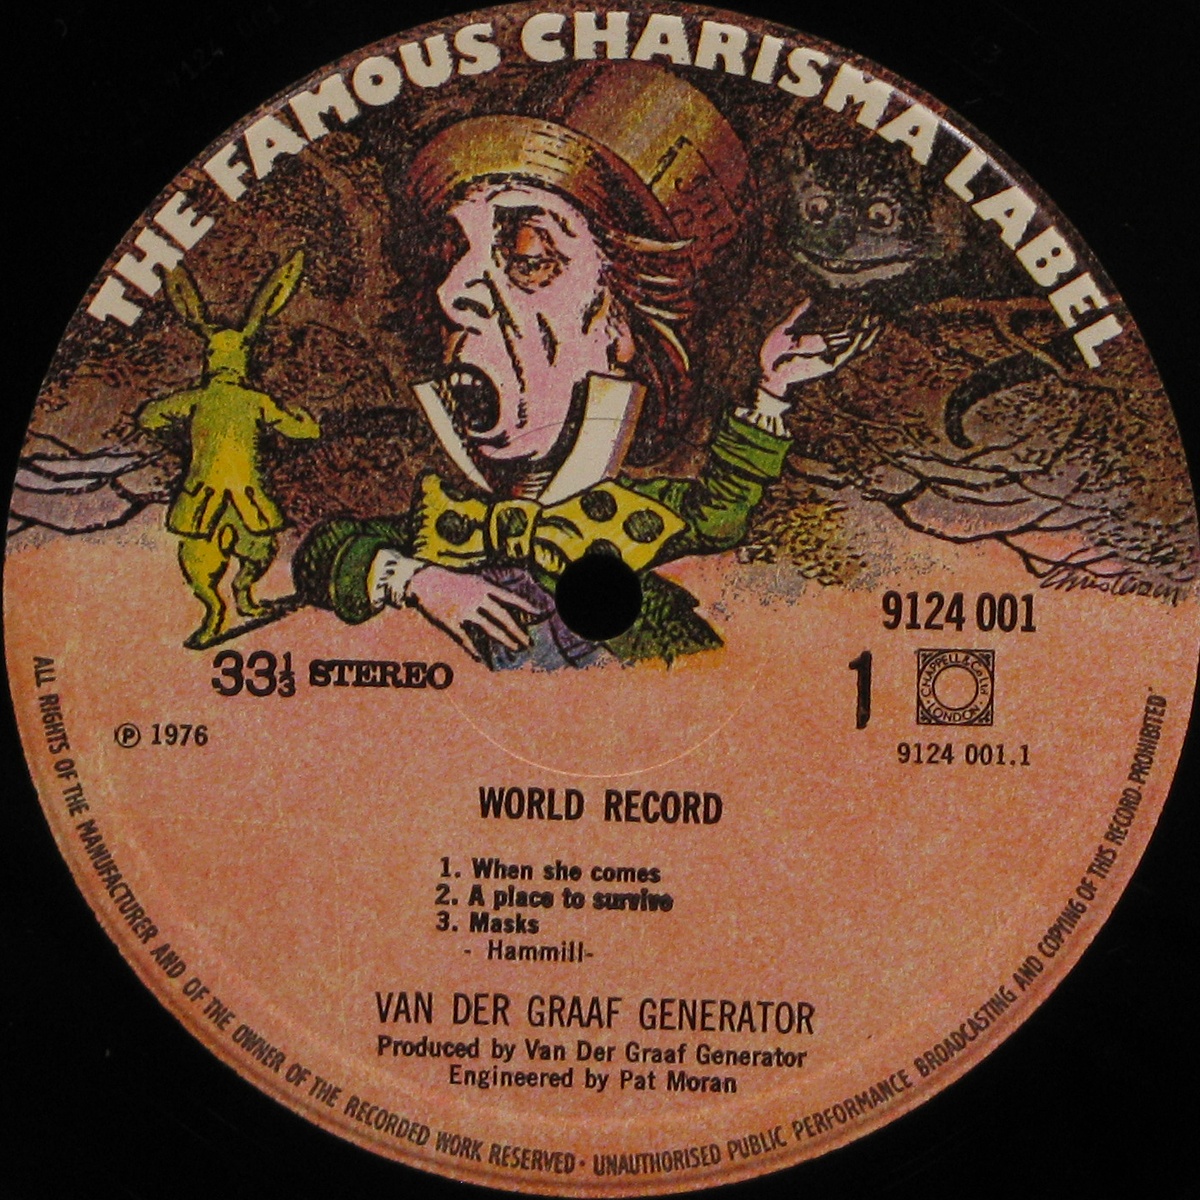 THE FAMOUS CHARISMA LABEL
Christensen
9124 001
33⅓ STEREO
1
CHAPPELL & Co Ltd
LONDON
℗ 1976
9124 001.1
WORLD RECORD
1. When she comes
2. A place to survive
3. Masks
- Hammill-
VAN DER GRAAF GENERATOR
Produced by Van Der Graaf Generator
Engineered by Pat Moran
ALL RIGHTS OF THE MANUFACTURER AND OF THE OWNER OF THE RECORDED WORK RESERVED · UNAUTHORISED PUBLIC PERFORMANCE BROADCASTING AND COPYING OF THIS RECORD PROHIBITED